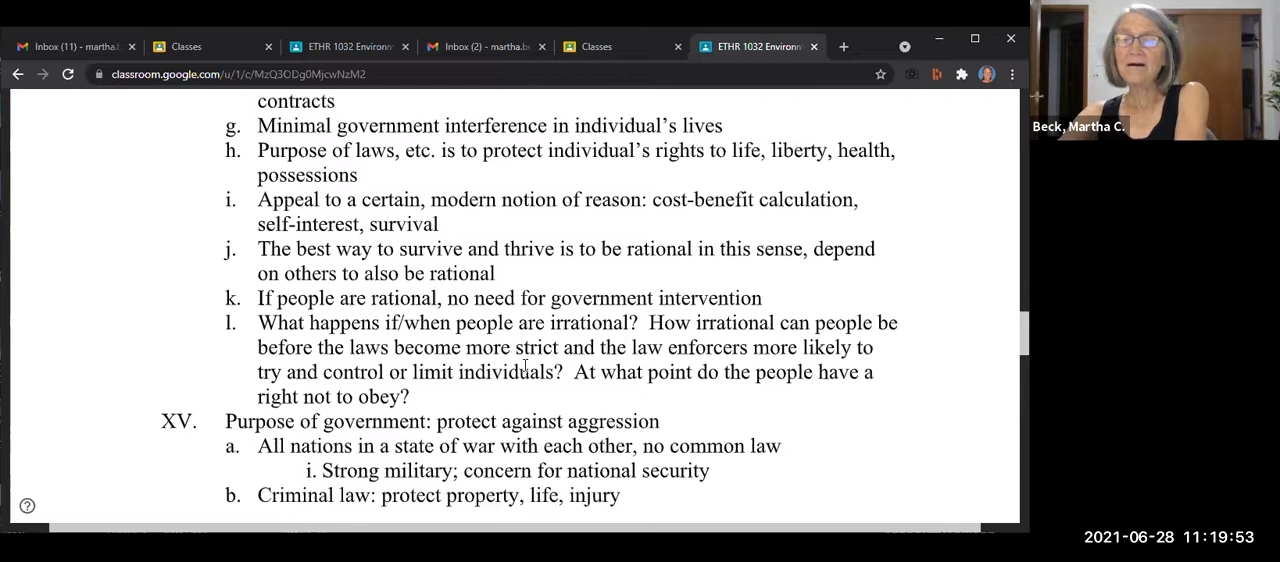 Inbox (11) - martha.b
Classes
ETHR 1032 Environm
Inbox (2) - martha.be
Classes
ETHR 1032 Environm
classroom.google.com/u/1/c/MzQ3ODg0MjcwNzM2
contracts
g. Minimal government interference in individual's lives
h. Purpose of laws, etc. is to protect individual's rights to life, liberty, health,
possessions
i. Appeal to a certain, modern notion of reason: cost-benefit calculation,
self-interest, survival
j. The best way to survive and thrive is to be rational in this sense, depend
on others to also be rational
k. If people are rational, no need for government intervention
l. What happens if/when people are irrational? How irrational can people be
before the laws become more strict and the law enforcers more likely to
try and control or limit individuals? At what point do the people have a
right not to obey?
XV. Purpose of government: protect against aggression
a. All nations in a state of war with each other, no common law
i. Strong military; concern for national security
b. Criminal law: protect property, life, injury
Beck, Martha C.
2021-06-28 11:19:53